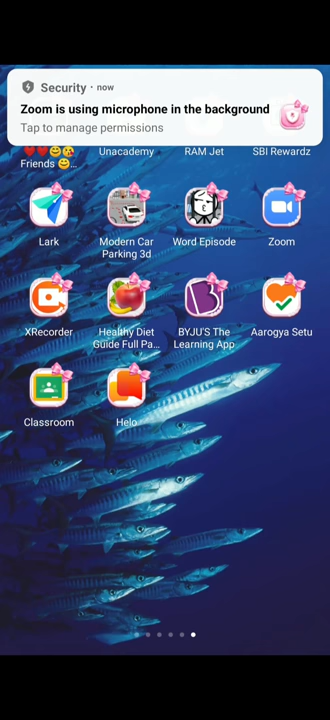 Security • now
Zoom is using microphone in the background
Tap to manage permissions
Friends 😄...
Unacademy
RAM Jet
SBI Rewardz
Lark
Modern Car
Parking 3d
Word Episode
Zoom
XRecorder
Healthy Diet
Guide Full Pa...
BYJU'S The
Learning App
Aarogya Setu
Classroom
Helo